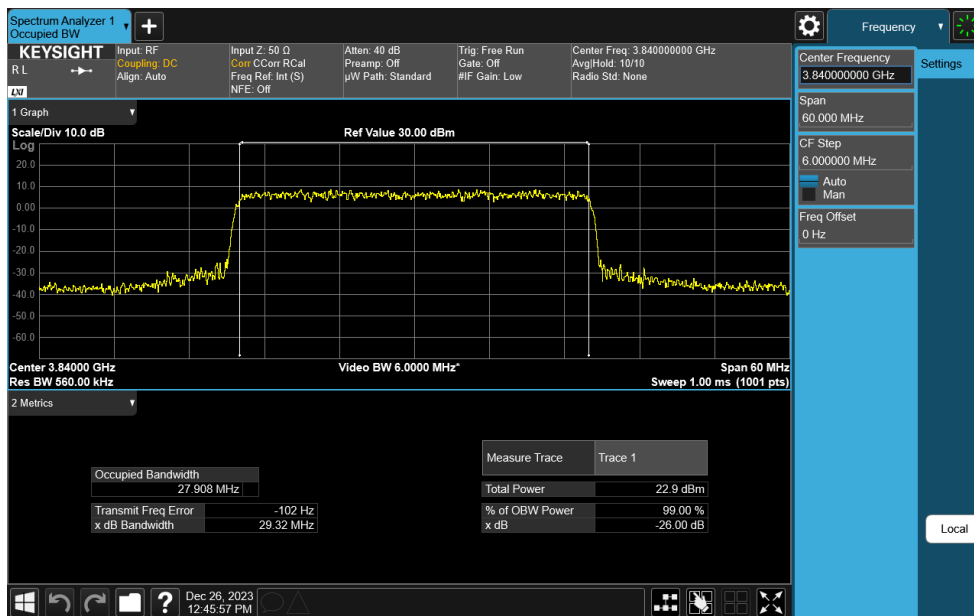 Spectrum Analyzer 1
Occupied BW
+
Frequency
KEYSIGHT
R L
LXI
Input: RF
Coupling: DC
Align: Auto
Input Z: 50 Ω
Corr CCorr RCal
Freq Ref: Int (S)
NFE: Off
Atten: 40 dB
Preamp: Off
µW Path: Standard
Trig: Free Run
Gate: Off
#IF Gain: Low
Center Freq: 3.840000000 GHz
Avg|Hold: 10/10
Radio Std: None
Center Frequency
3.840000000 GHz
Settings
Span
60.000 MHz
CF Step
6.000000 MHz
Auto
Man
Freq Offset
0 Hz
Local
1 Graph
Scale/Div 10.0 dB
Ref Value 30.00 dBm
Log
20.0
10.0
0.00
-10.0
-20.0
-30.0
-40.0
-50.0
-60.0
Center 3.84000 GHz
Video BW 6.0000 MHz*
Span 60 MHz
Res BW 560.00 kHz
Sweep 1.00 ms (1001 pts)
2 Metrics
Measure Trace Trace 1
Occupied Bandwidth
27.908 MHz
Total Power 22.9 dBm
Transmit Freq Error -102 Hz
% of OBW Power 99.00 %
x dB Bandwidth 29.32 MHz
x dB -26.00 dB
?
Dec 26, 2023
12:45:57 PM